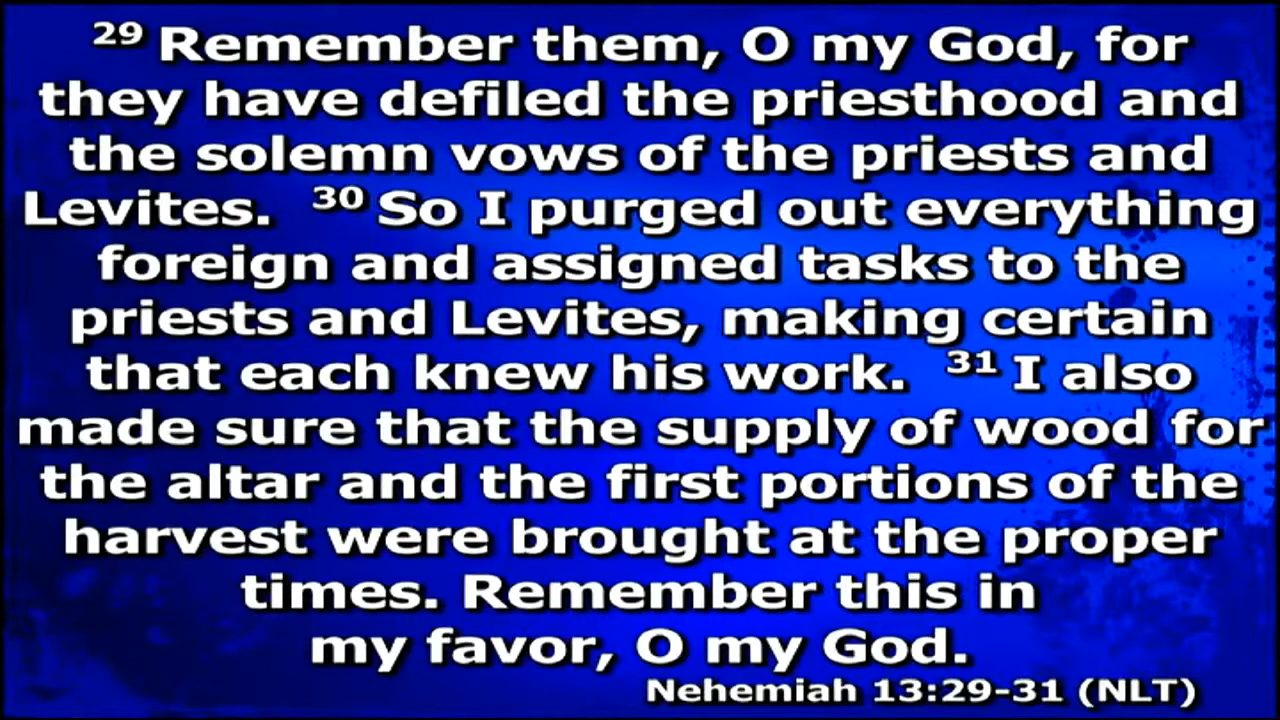 29 Remember them, O my God, for
they have defiled the priesthood and
the solemn vows of the priests and
Levites. 30 So I purged out everything
foreign and assigned tasks to the
priests and Levites, making certain
that each knew his work. 31 I also
made sure that the supply of wood for
the altar and the first portions of the
harvest were brought at the proper
times. Remember this in
my favor, O my God.
Nehemiah 13:29-31 (NLT)